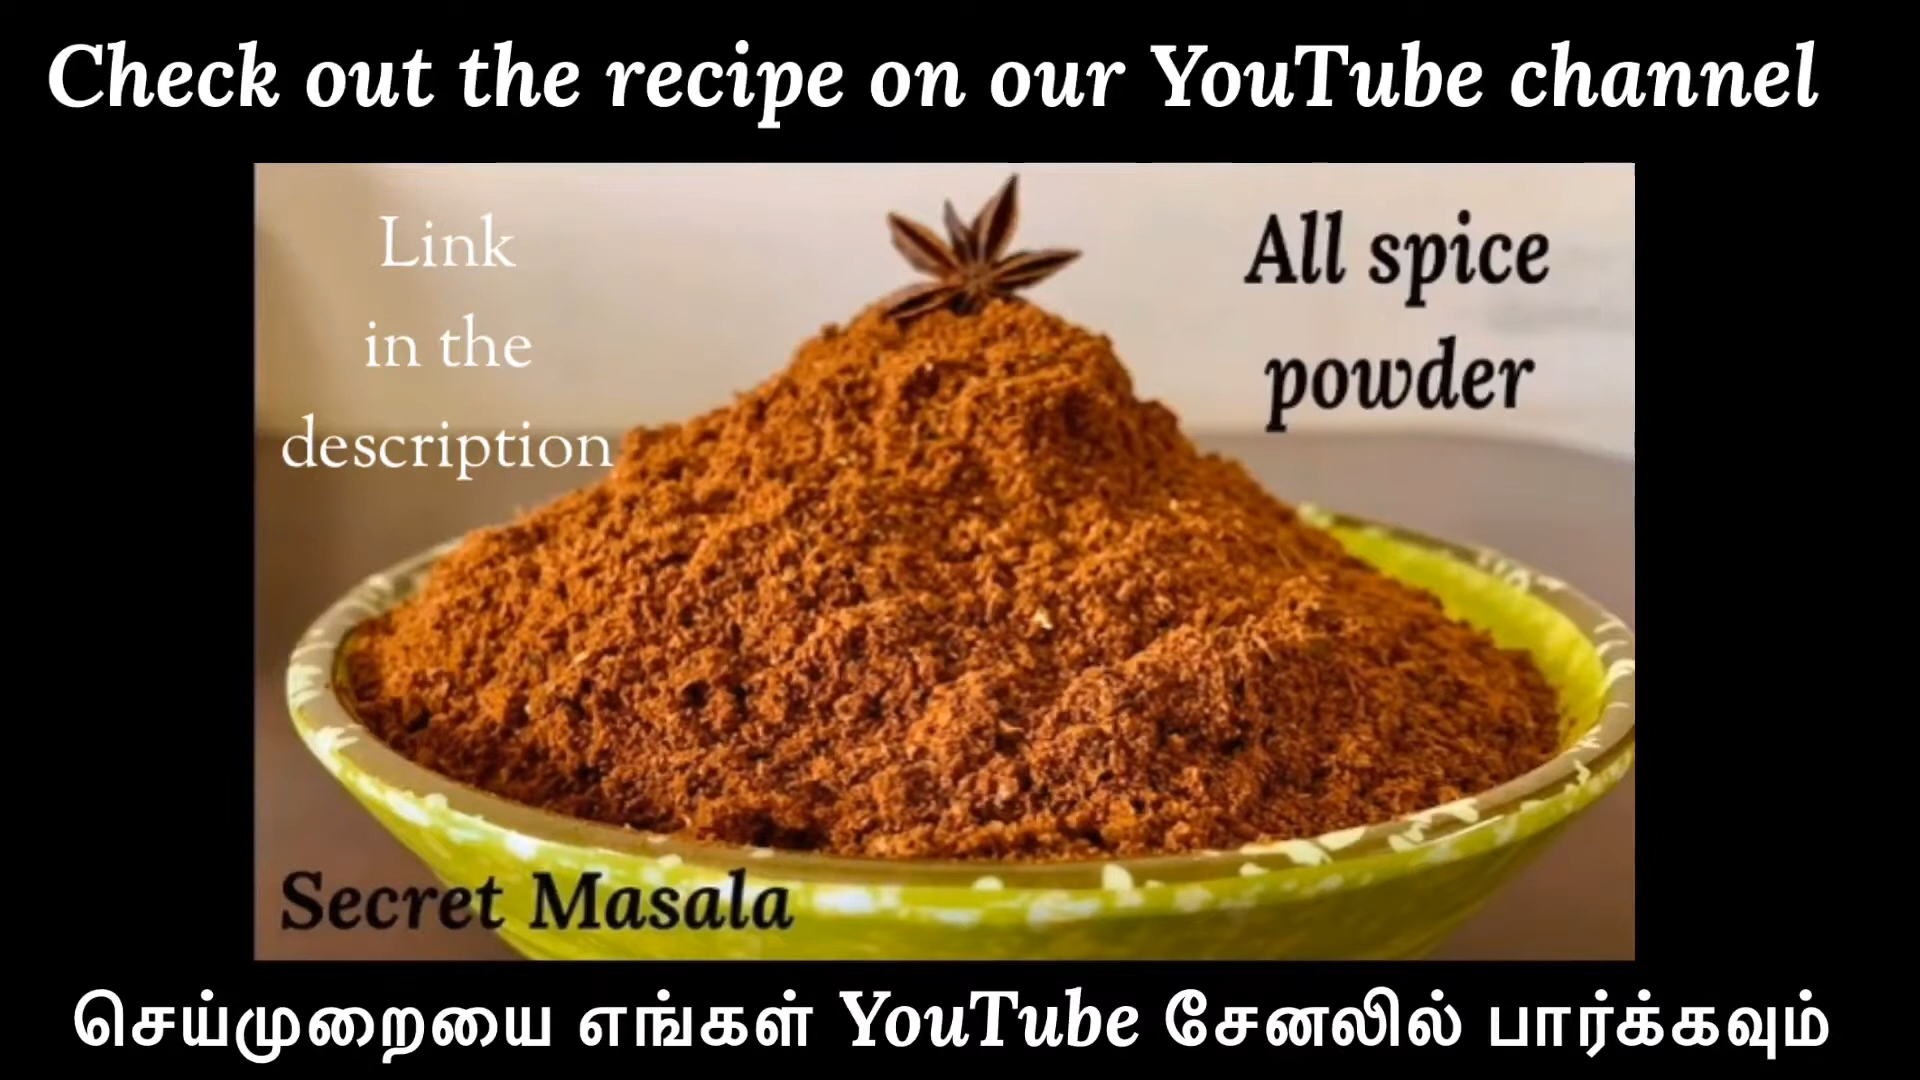 Check out the recipe on our YouTube channel
Link
in the
description
All spice
powder
Secret Masala
செய்முறையை எங்கள் YouTube சேனலில் பார்க்கவும்